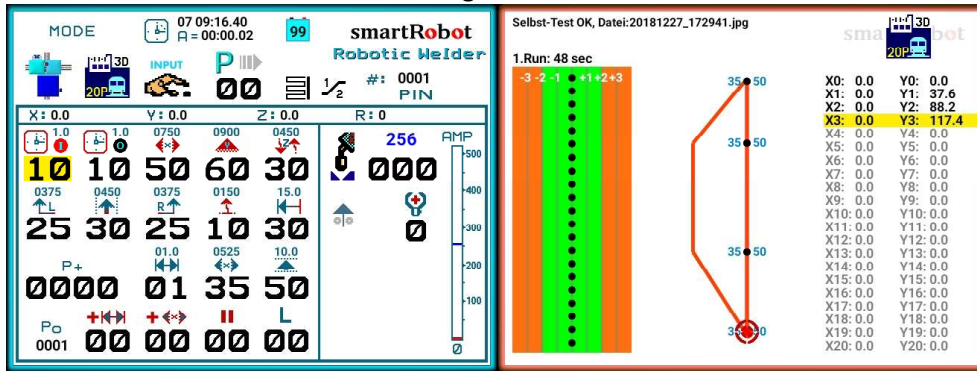 MODE
07 09:16.40
A = 00:00.02
99
smartRobot
Robotic Welder
3D
20P
INPUT
P
00
1/2
#: 0001
PIN
X: 0.0 Y: 0.0 Z: 0.0 R: 0
1.0 1.0 0750 0900 0450
10 10 50 60 30
0375 0450 0375 0150 15.0
L R
25 30 25 10 30
01.0 0525 10.0
P+
0000 01 35 50
+ + L
Po
0001 00 00 00 00
256
000
0
AMP
500
400
300
200
100
0
Selbst-Test OK, Datei:20181227_172941.jpg
1.Run: 48 sec
-3 -2 -1 +1+2+3
35 50
35 50
35 50
35 50
smartRobot
3D
20P
X0: 0.0 Y0: 0.0
X1: 0.0 Y1: 37.6
X2: 0.0 Y2: 88.2
X3: 0.0 Y3: 117.4
X4: 0.0 Y4: 0.0
X5: 0.0 Y5: 0.0
X6: 0.0 Y6: 0.0
X7: 0.0 Y7: 0.0
X8: 0.0 Y8: 0.0
X9: 0.0 Y9: 0.0
X10: 0.0 Y10: 0.0
X11: 0.0 Y11: 0.0
X12: 0.0 Y12: 0.0
X13: 0.0 Y13: 0.0
X14: 0.0 Y14: 0.0
X15: 0.0 Y15: 0.0
X16: 0.0 Y16: 0.0
X17: 0.0 Y17: 0.0
X18: 0.0 Y18: 0.0
X19: 0.0 Y19: 0.0
X20: 0.0 Y20: 0.0